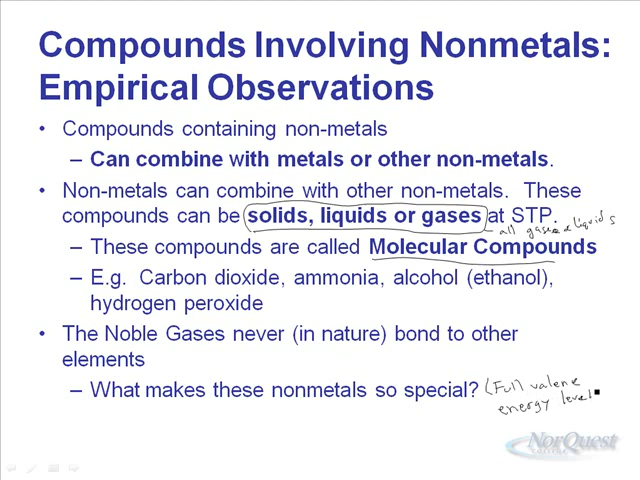 Compounds Involving Nonmetals:
Empirical Observations
• Compounds containing non-metals
– Can combine with metals or other non-metals.
• Non-metals can combine with other non-metals. These
compounds can be solids, liquids or gases at STP.
– all gases & liquids
– These compounds are called Molecular Compounds
– E.g. Carbon dioxide, ammonia, alcohol (ethanol),
hydrogen peroxide
• The Noble Gases never (in nature) bond to other
elements
– What makes these nonmetals so special? (Full valence
energy level
NorQuest